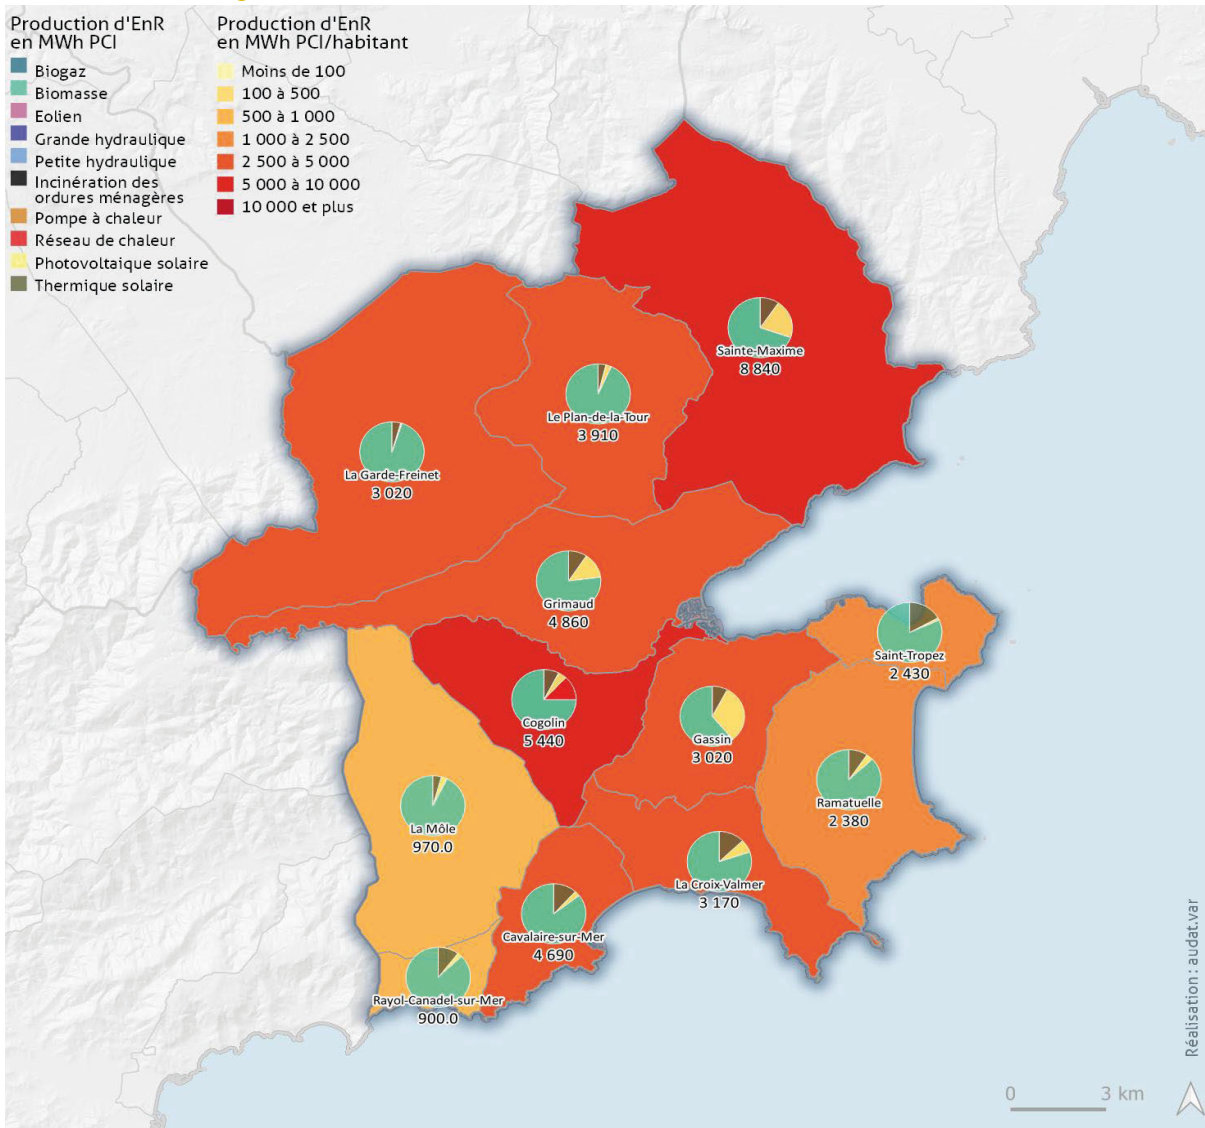 Production d'EnR
en MWh PCI
Biogaz
Biomasse
Eolien
Grande hydraulique
Petite hydraulique
Incinération des
ordures ménagères
Pompe à chaleur
Réseau de chaleur
Photovoltaique solaire
Thermique solaire
Production d'EnR
en MWh PCI/habitant
Moins de 100
100 à 500
500 à 1 000
1 000 à 2 500
2 500 à 5 000
5 000 à 10 000
10 000 et plus
Sainte-Maxime
8 840
Le Plan-de-la-Tour
3 910
La Garde-Freinet
3 020
Grimaud
4 860
Saint-Tropez
2 430
Cogolin
5 440
Gassin
3 020
Ramatuelle
2 380
La Môle
970.0
La Croix-Valmer
3 170
Cavalaire-sur-Mer
4 690
Rayol-Canadel-sur-Mer
900.0
Réalisation : audat.var
0 3 km